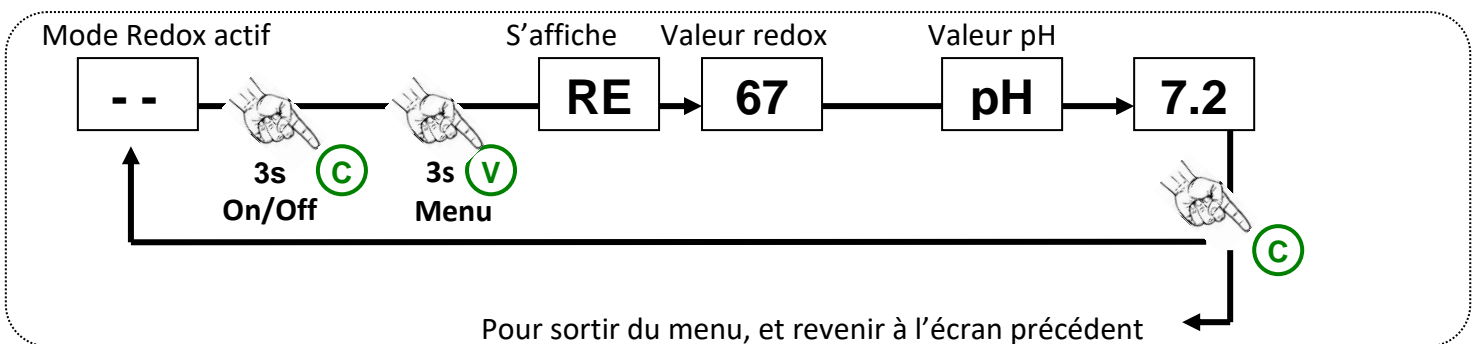 Mode Redox actif S’affiche Valeur redox Valeur pH
- - RE 67 pH 7.2
3s C 3s V
On/Off Menu
C
Pour sortir du menu, et revenir à l’écran précédent